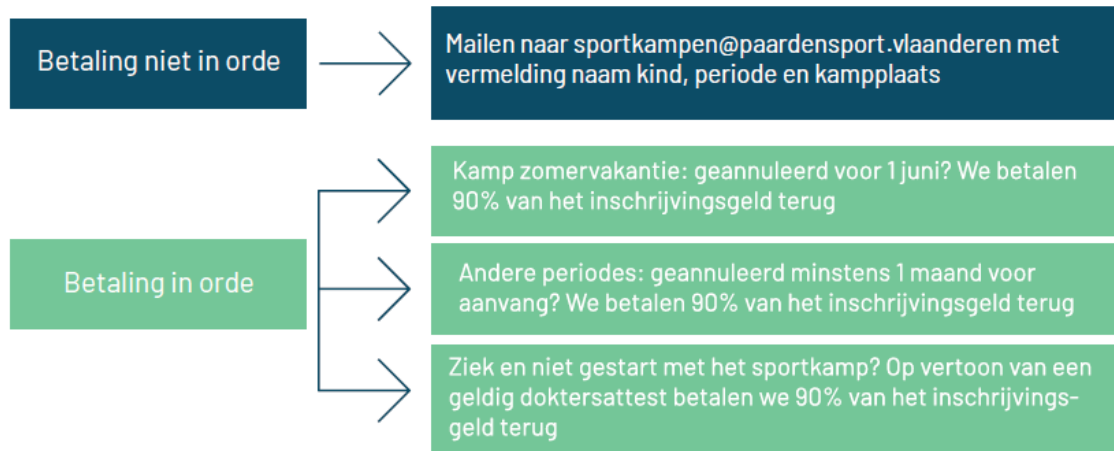 Betaling niet in orde
Mailen naar sportkampen@paardensport.vlaanderen met
vermelding naam kind, periode en kampplaats
Kamp zomervakantie: geannuleerd voor 1 juni? We betalen
90% van het inschrijvingsgeld terug
Betaling in orde
Andere periodes: geannuleerd minstens 1 maand voor
aanvang? We betalen 90% van het inschrijvingsgeld terug
Ziek en niet gestart met het sportkamp? Op vertoon van een
geldig doktersattest betalen we 90% van het inschrijvings-
geld terug